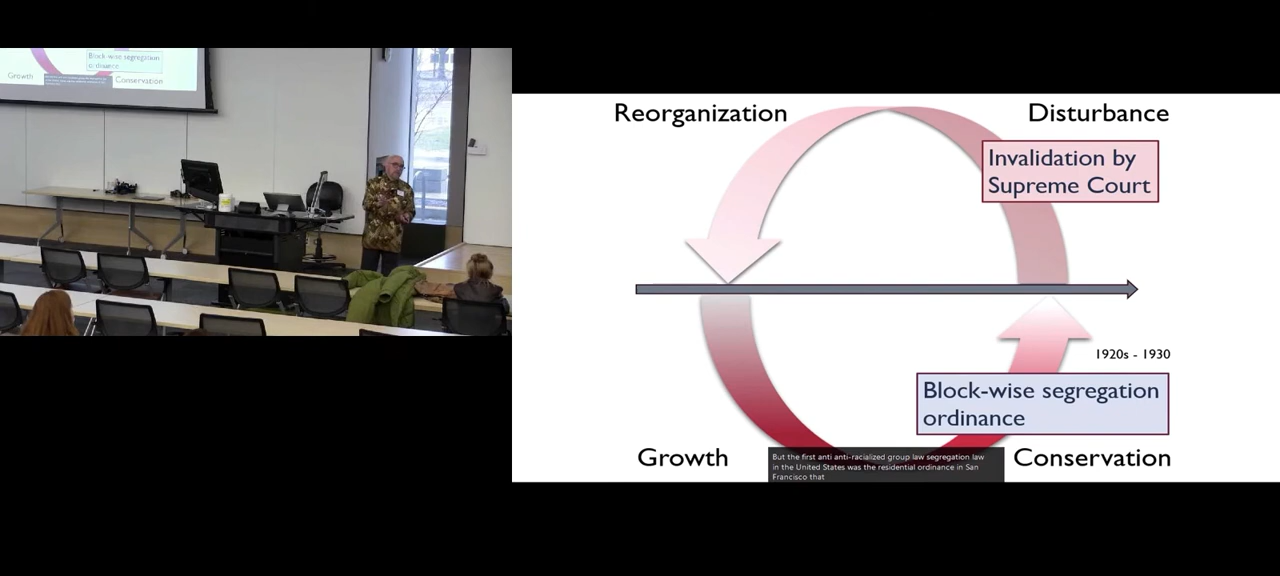 Block-wise segregation
ordinance
Growth
Conservation
Reorganization
Disturbance
Invalidation by
Supreme Court
1920s - 1930
Block-wise segregation
ordinance
Growth
Conservation
But the first anti anti-racialized group law segregation law
in the United States was the residential ordinance in San
Francisco that